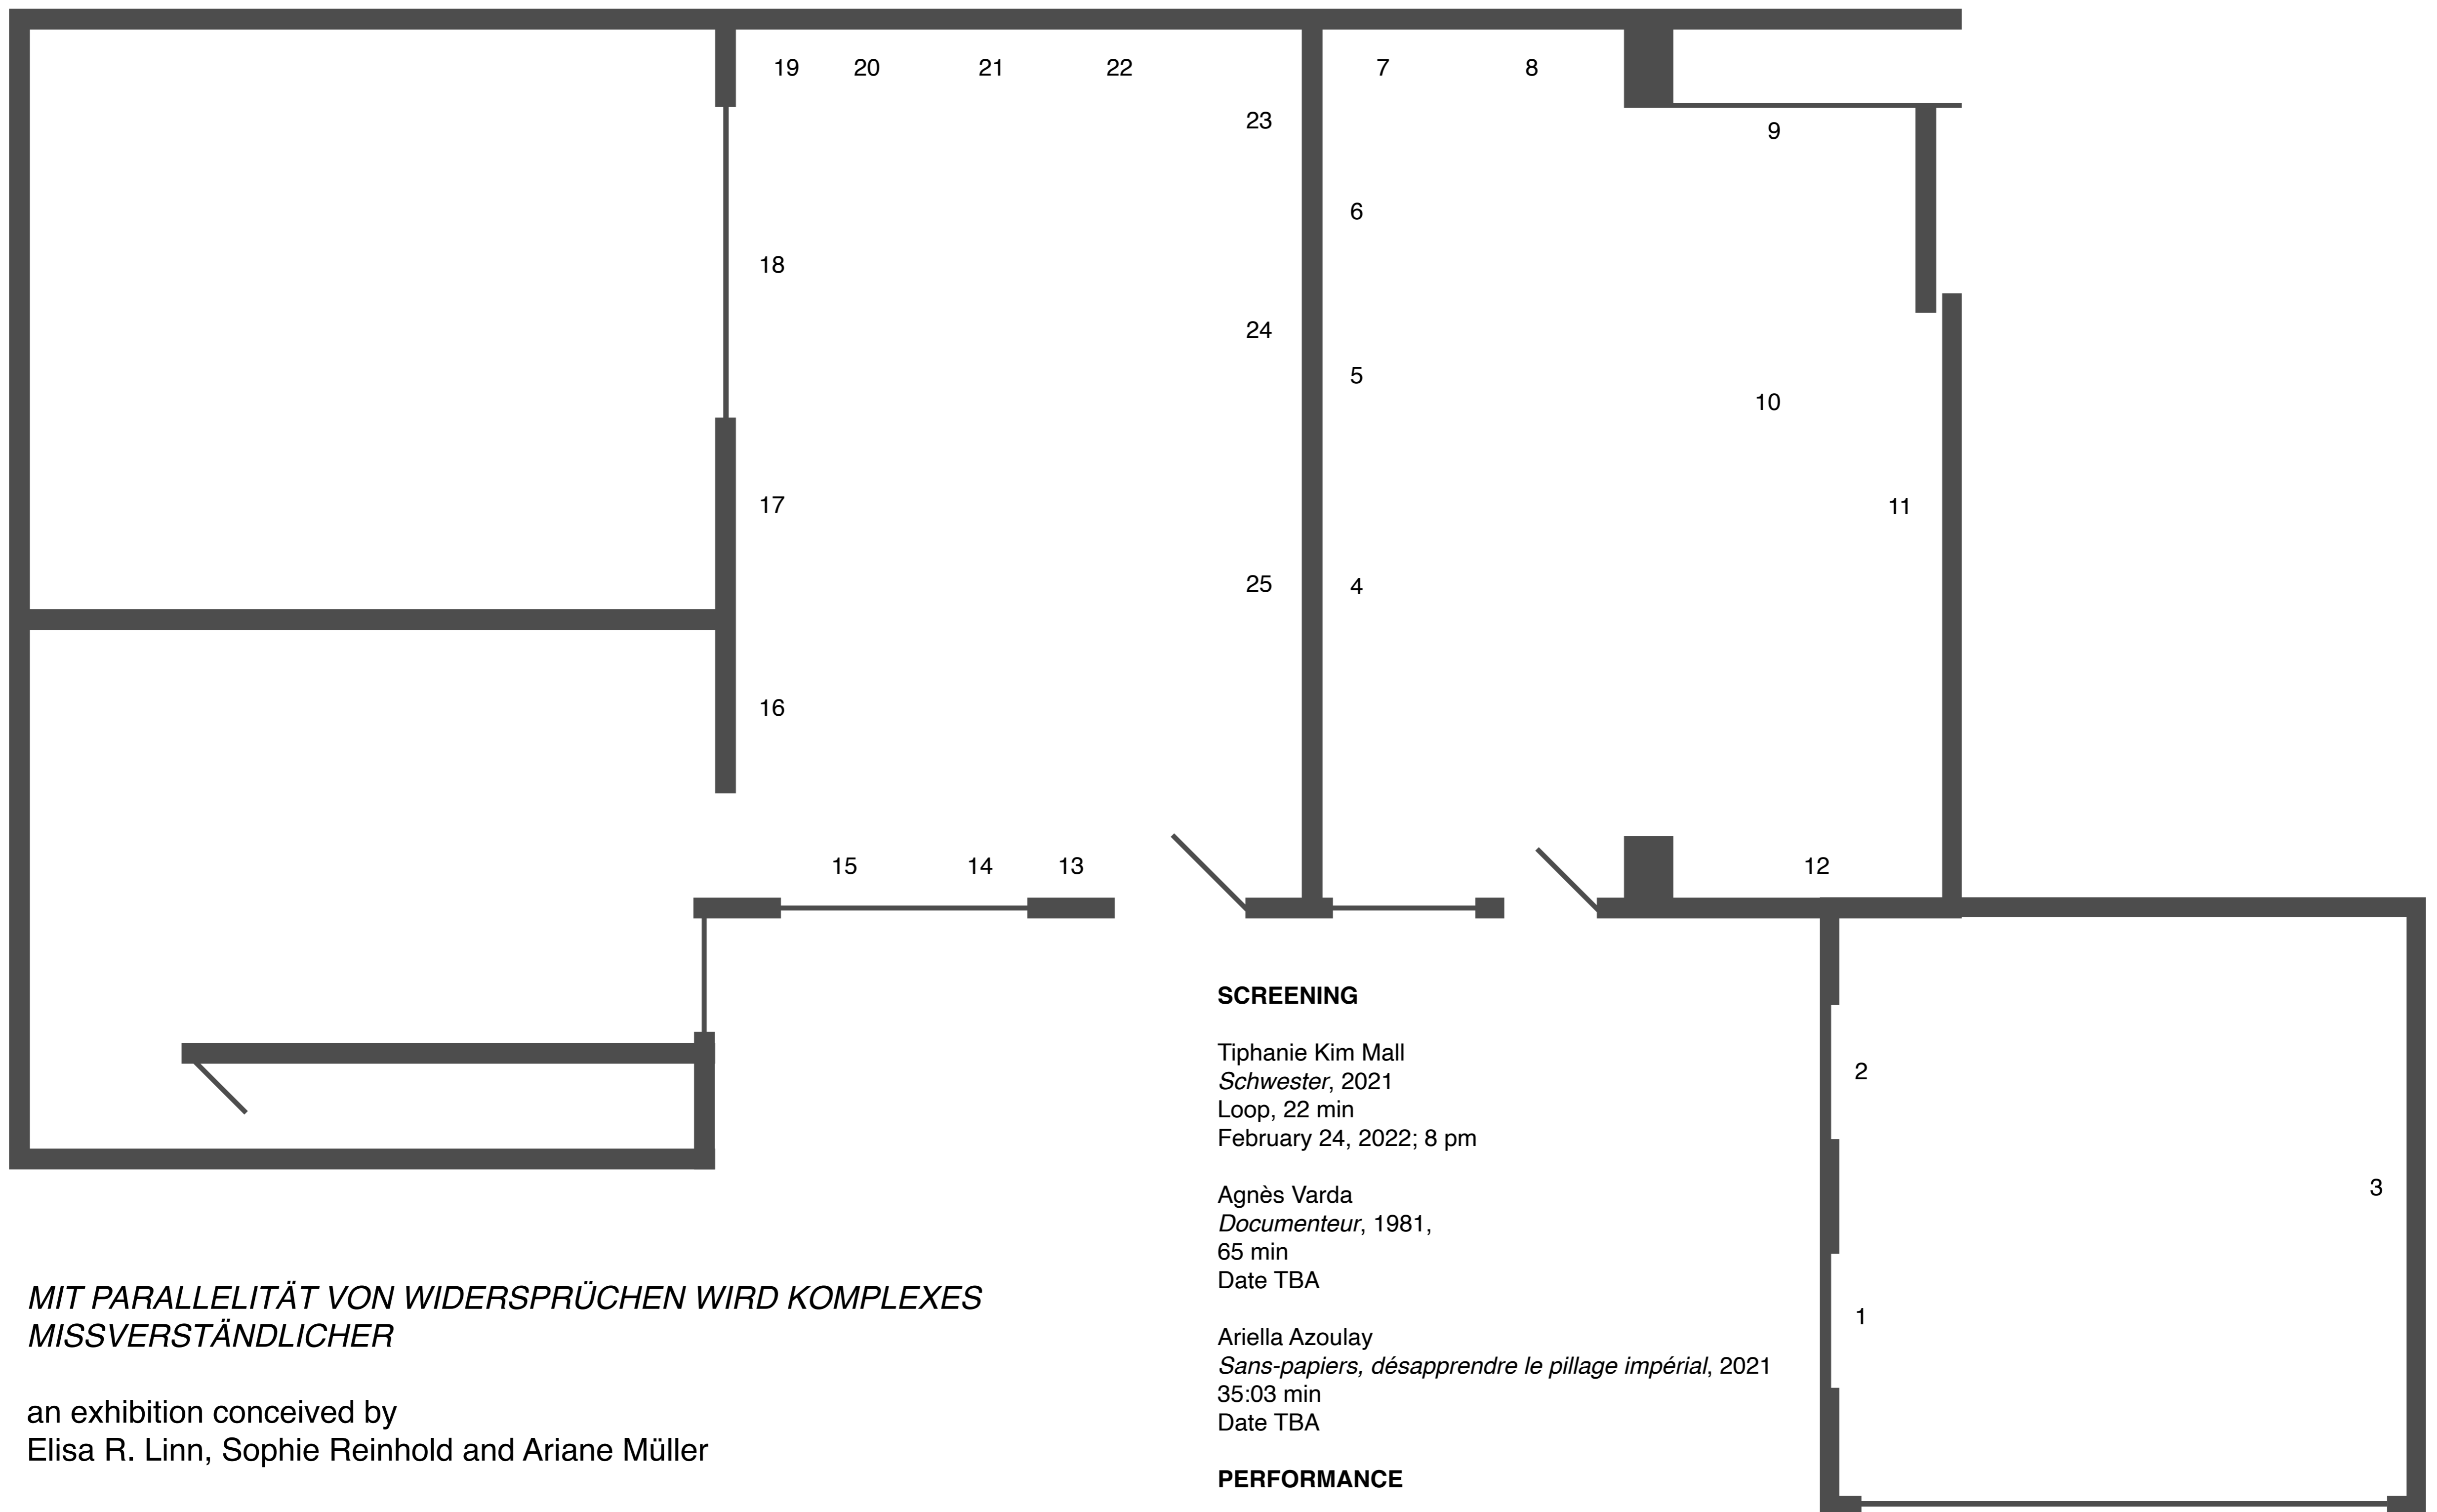 19 20 21 22
7 8
23
9
6
18
24
5
10
17
11
25 4
16
15 14 13
12
SCREENING
Tiphanie Kim Mall
Schwester, 2021
Loop, 22 min
February 24, 2022; 8 pm
Agnès Varda
Documenteur, 1981,
65 min
Date TBA
Ariella Azoulay
Sans-papiers, désapprendre le pillage impérial, 2021
35:03 min
Date TBA
PERFORMANCE
2
3
1
MIT PARALLELITÄT VON WIDERSPRÜCHEN WIRD KOMPLEXES
MISSVERSTÄNDLICHER
an exhibition conceived by
Elisa R. Linn, Sophie Reinhold and Ariane Müller